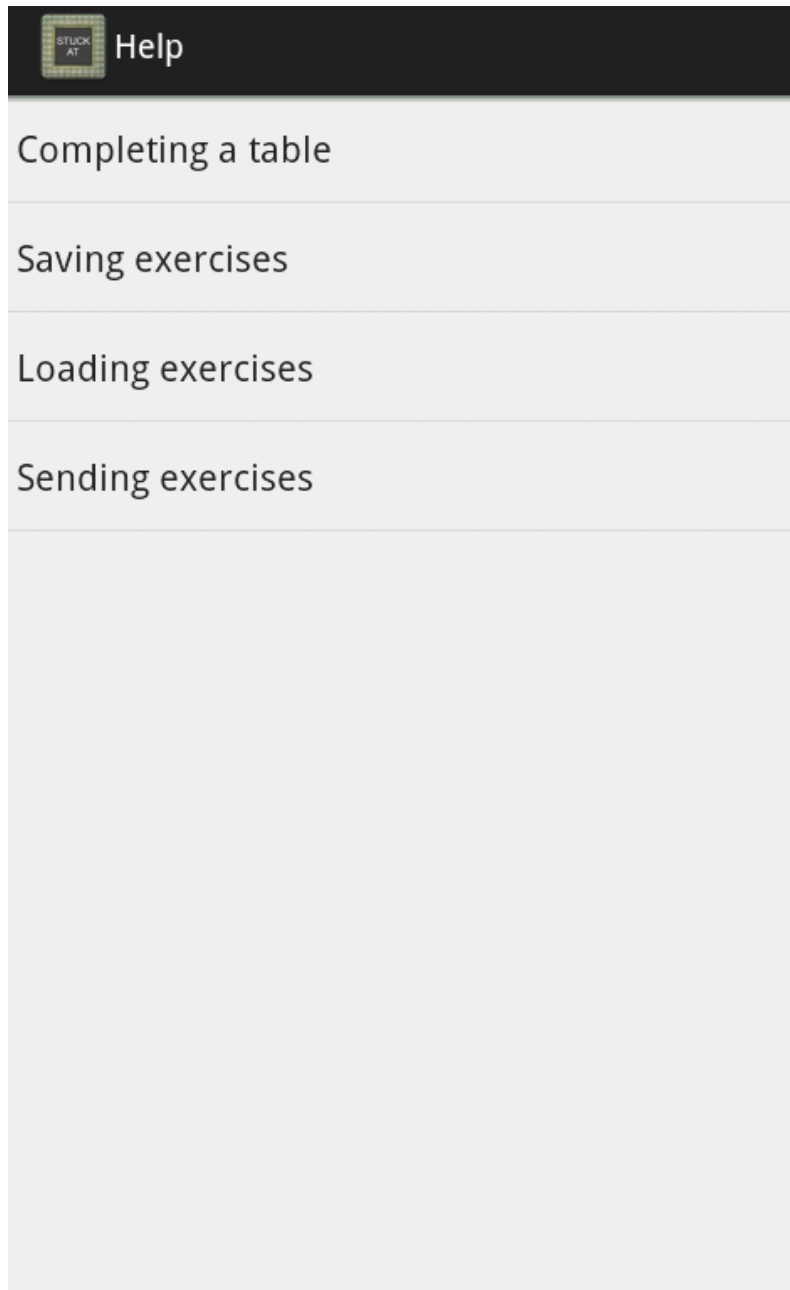 STUCK
AT
Help
Completing a table
Saving exercises
Loading exercises
Sending exercises